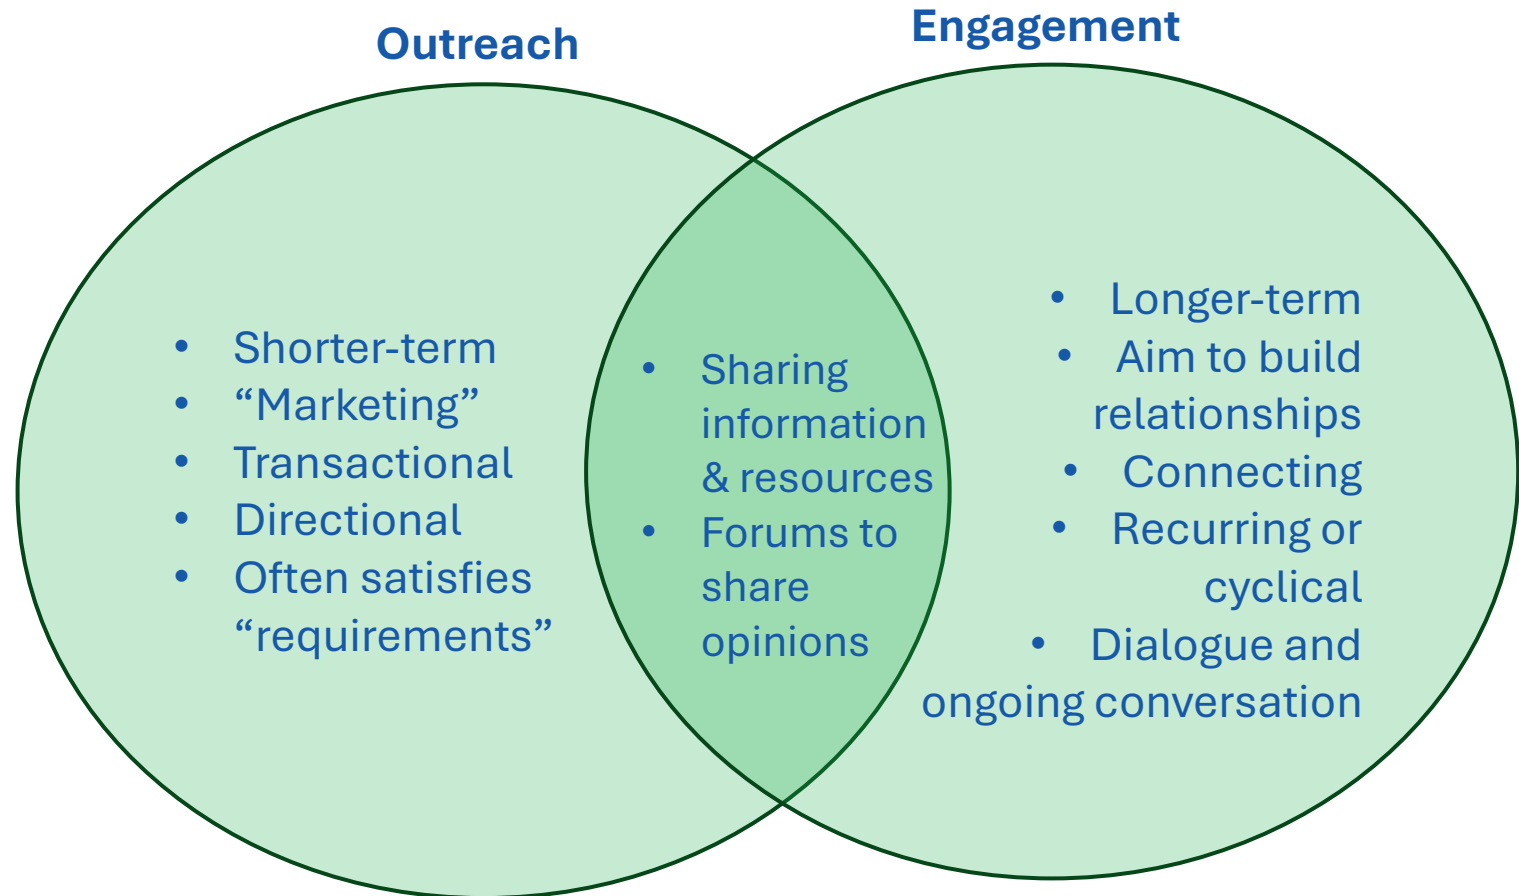 Outreach
Engagement
• Shorter-term
• “Marketing”
• Transactional
• Directional
• Often satisfies
“requirements”
• Sharing
information
& resources
• Forums to
share
opinions
• Longer-term
• Aim to build
relationships
• Connecting
• Recurring or
cyclical
• Dialogue and
ongoing conversation